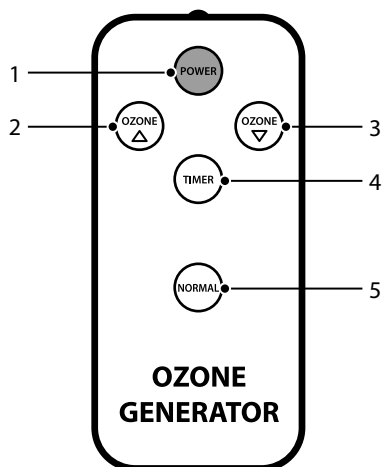 1
POWER
2
OZONE
OZONE
3
TIMER
4
NORMAL
5
OZONE
GENERATOR